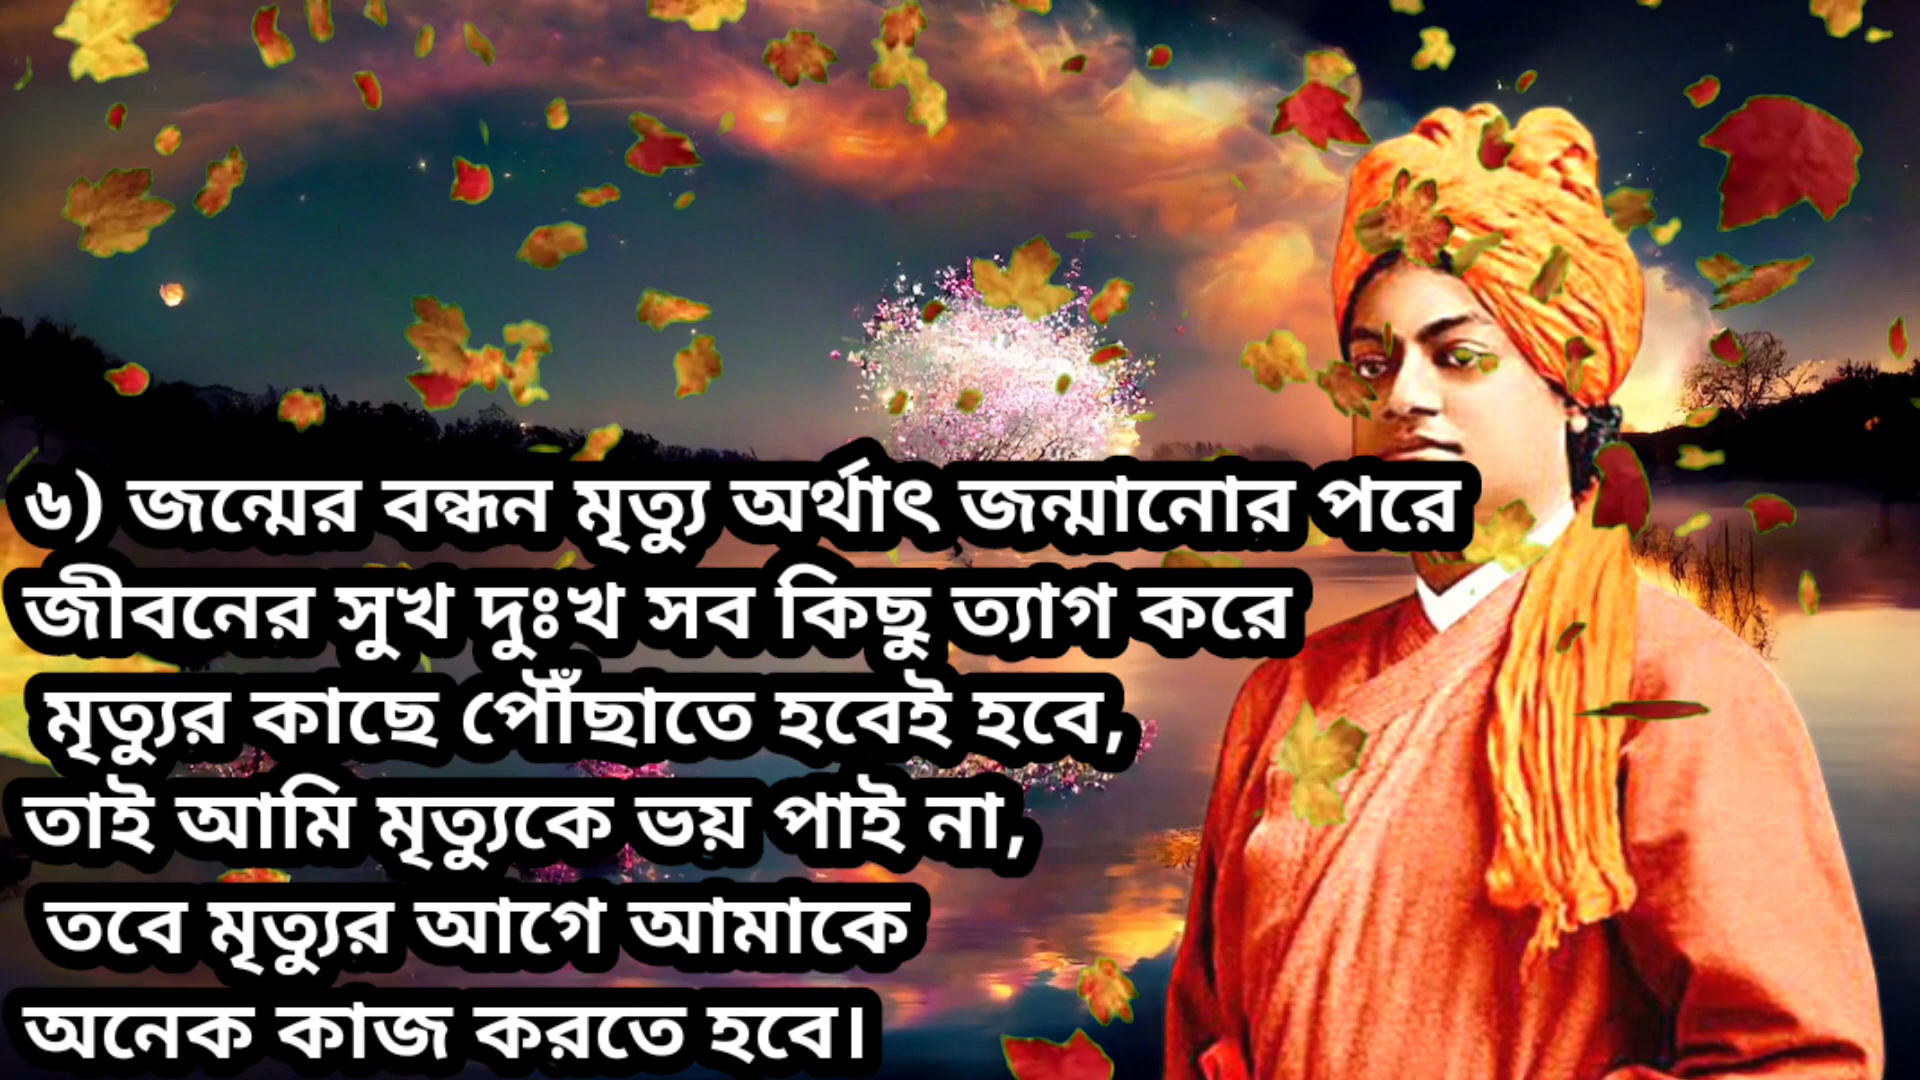 ৬) জন্মের বন্ধন মৃত্যু অর্থাৎ জন্মানোর পরে
জীবনের সুখ দুঃখ সব কিছু ত্যাগ করে
মৃত্যুর কাছে পৌঁছাতে হবেই হবে,
তাই আমি মৃত্যুকে ভয় পাই না,
তবে মৃত্যুর আগে আমাকে
অনেক কাজ করতে হবে।